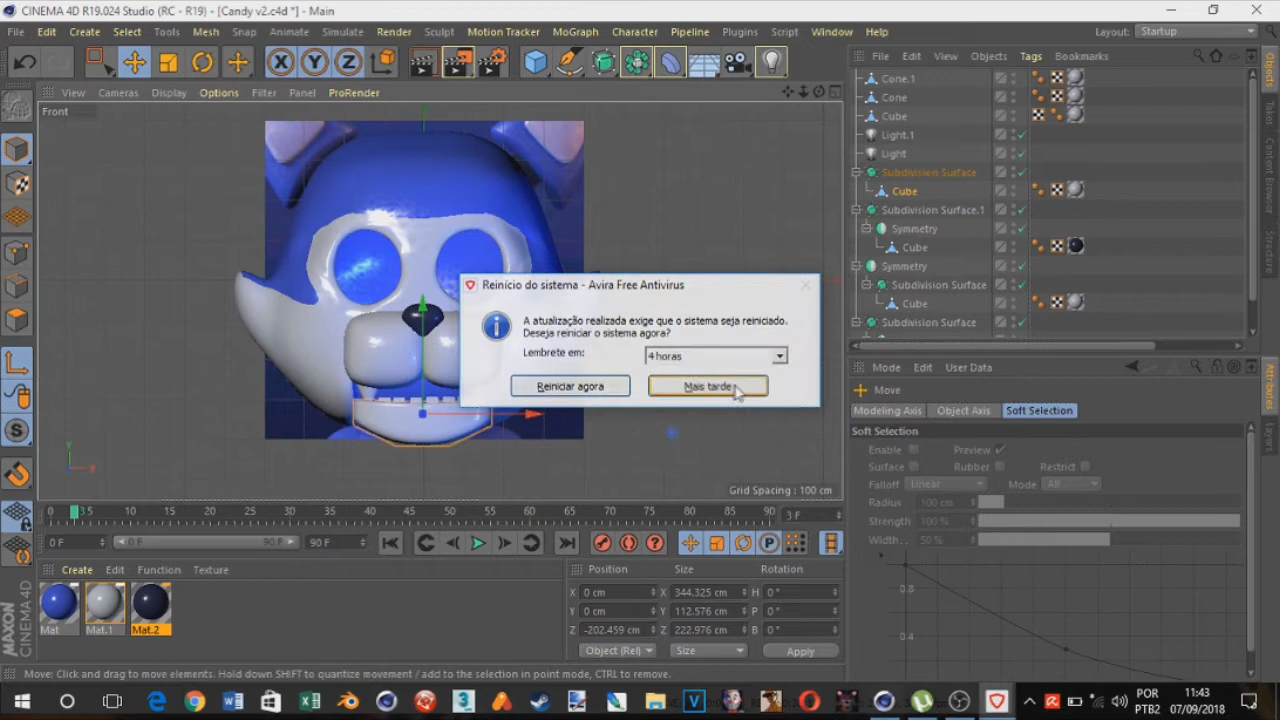 CINEMA 4D R19.024 Studio (RC - R19) - [Candy v2.c4d *] - Main
File Edit Create Select Tools Mesh Snap Animate Simulate Render Sculpt Motion Tracker MoGraph Character Pipeline Plugins Script Window Help Layout: Startup
X Y Z
File Edit View Objects Tags Bookmarks
View Cameras Display Options Filter Panel ProRender
Front
Cone.1
Cone
Cube
Light.1
Light
Subdivision Surface
Cube
Subdivision Surface.1
Symmetry
Cube
Symmetry
Subdivision Surface
Cube
Subdivision Surface
Objects
Takes
Content Browser
Structure
Reinício do sistema - Avira Free Antivirus
A atualização realizada exige que o sistema seja reiniciado.
Deseja reiniciar o sistema agora?
Lembrete em: 4 horas
Reiniciar agora Mais tarde
Y
X
Grid Spacing : 100 cm
Mode Edit User Data
Move
Modeling Axis Object Axis Soft Selection
Soft Selection
Enable Preview
Surface Rubber Restrict
Falloff Linear Mode All
Radius 100 cm
Strength 100 %
Width.. 50 %
0.8
0.4
Attributes
Layers
0 3 5 10 15 20 25 30 35 40 45 50 55 60 65 70 75 80 85 90 3 F
0 F 0 F 90 F 90 F
Create Edit Function Texture
Mat Mat.1 Mat.2
Position Size Rotation
X 0 cm X 344.325 cm H 0 °
Y 0 cm Y 112.576 cm P 0 °
Z -202.459 cm Z 222.976 cm B 0 °
Object (Rel) Size Apply
MAXON
CINEMA 4D
Move: Click and drag to move elements. Hold down SHIFT to quantize movement / add to the selection in point mode, CTRL to remove.
POR 11:43
PTB2 07/09/2018